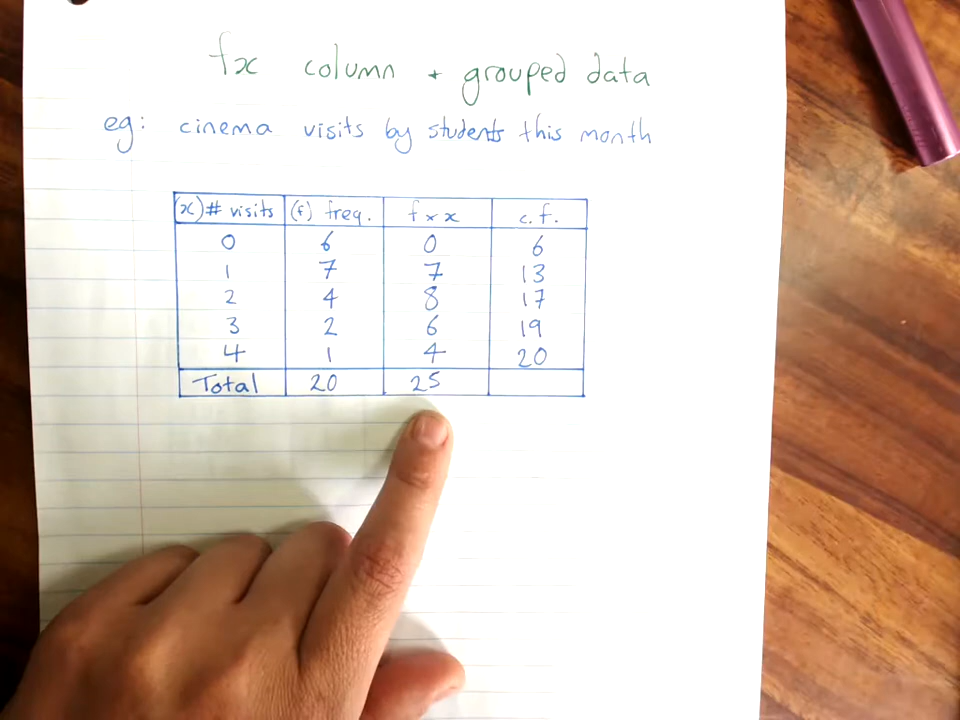 fx column + grouped data
eg: cinema visits by students this month
(x) # visits (f) freq. f × x c.f.
0 6 0 6
1 7 7 13
2 4 8 17
3 2 6 19
4 1 4 20
Total 20 25